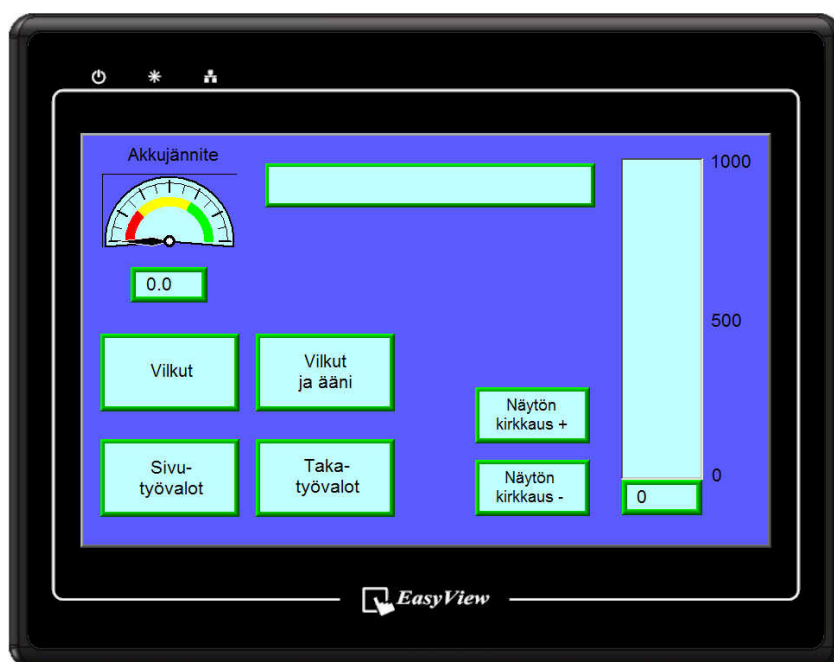 Akkujännite
1000
0.0
500
Vilkut
Vilkut
ja ääni
Näytön
kirkkaus +
Sivu-
työvalot
Taka-
työvalot
Näytön
kirkkaus -
0
0
EasyView